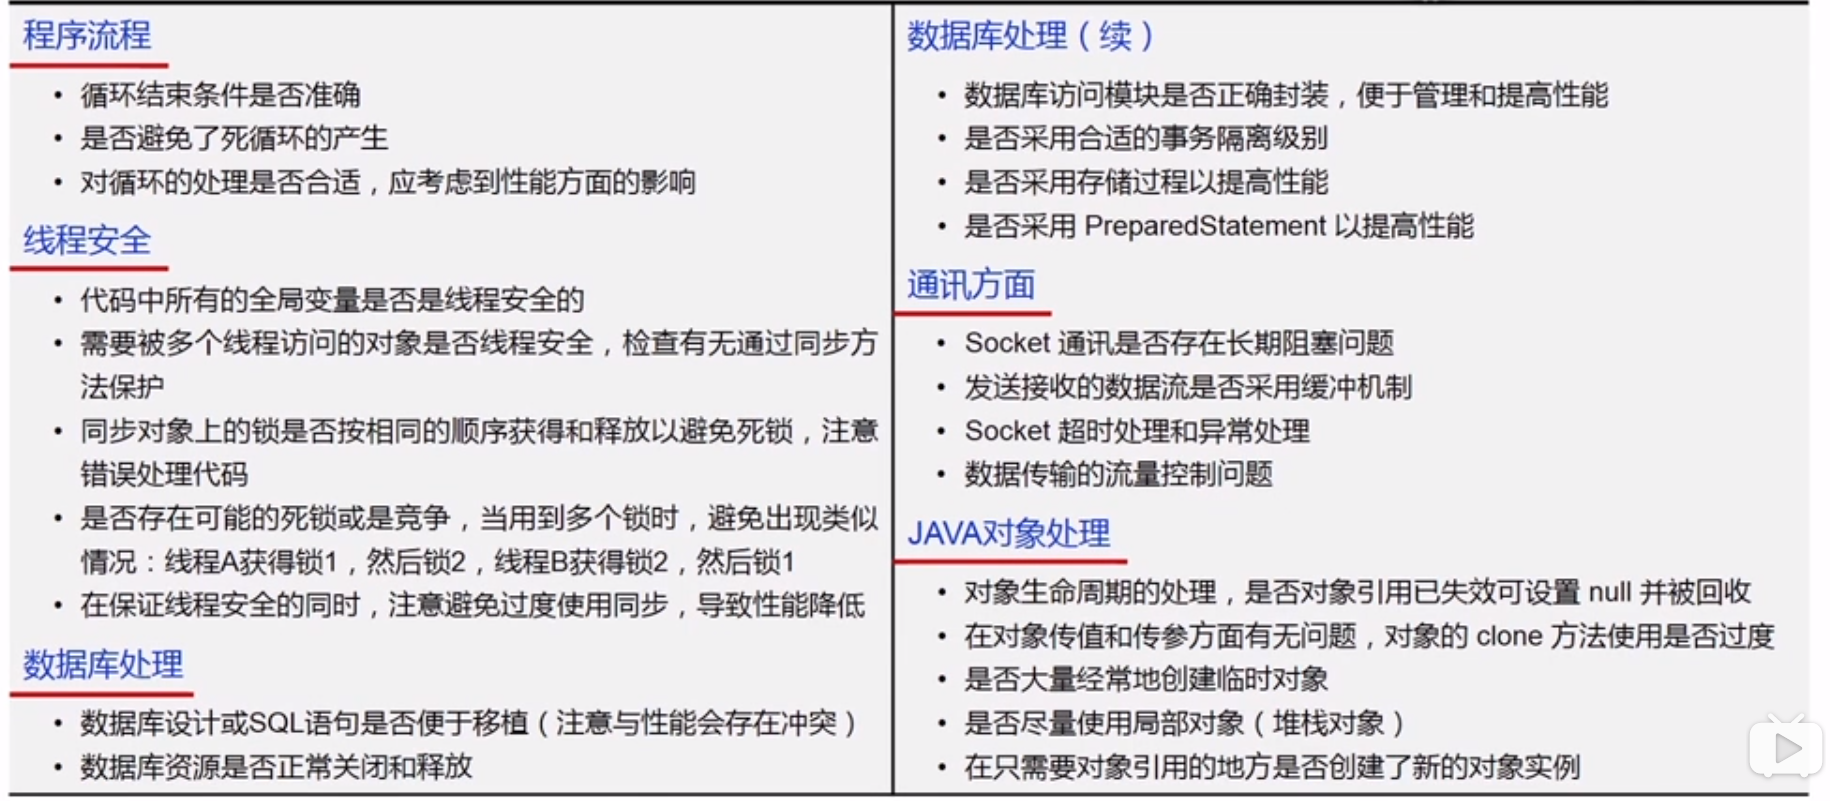 程序流程
• 循环结束条件是否准确
• 是否避免了死循环的产生
• 对循环的处理是否合适，应考虑到性能方面的影响
线程安全
• 代码中所有的全局变量是否是线程安全的
• 需要被多个线程访问的对象是否线程安全，检查有无通过同步方
法保护
• 同步对象上的锁是否按相同的顺序获得和释放以避免死锁，注意
错误处理代码
• 是否存在可能的死锁或是竞争，当用到多个锁时，避免出现类似
情况：线程A获得锁1，然后锁2，线程B获得锁2，然后锁1
• 在保证线程安全的同时，注意避免过度使用同步，导致性能降低
数据库处理
• 数据库设计或SQL语句是否便于移植（注意与性能会存在冲突）
• 数据库资源是否正常关闭和释放
数据库处理（续）
• 数据库访问模块是否正确封装，便于管理和提高性能
• 是否采用合适的事务隔离级别
• 是否采用存储过程以提高性能
• 是否采用 PreparedStatement 以提高性能
通讯方面
• Socket 通讯是否存在长期阻塞问题
• 发送接收的数据流是否采用缓冲机制
• Socket 超时处理和异常处理
• 数据传输的流量控制问题
JAVA对象处理
• 对象生命周期的处理，是否对象引用已失效可设置 null 并被回收
• 在对象传值和传参方面有无问题，对象的 clone 方法使用是否过度
• 是否大量经常地创建临时对象
• 是否尽量使用局部对象（堆栈对象）
• 在只需要对象引用的地方是否创建了新的对象实例